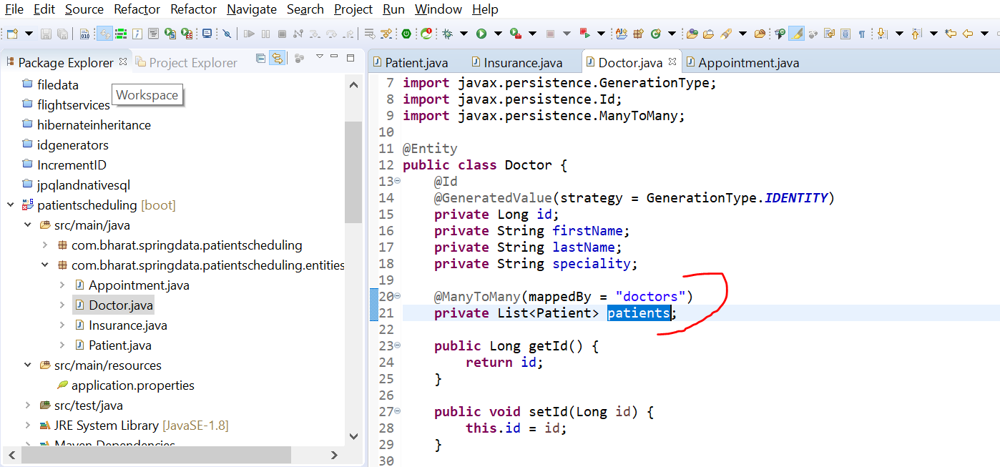 File Edit Source Refactor Refactor Navigate Search Project Run Window Help
Package Explorer Project Explorer
Workspace
filedata
flightservices
hibernateinheritance
idgenerators
IncrementID
jpqlandnativesql
patientscheduling [boot]
src/main/java
com.bharat.springdata.patientscheduling
com.bharat.springdata.patientscheduling.entities
Appointment.java
Doctor.java
Insurance.java
Patient.java
src/main/resources
application.properties
src/test/java
JRE System Library [JavaSE-1.8]
Maven Dependencies
Patient.java Insurance.java Doctor.java Appointment.java
7 import javax.persistence.GenerationType;
8 import javax.persistence.Id;
9 import javax.persistence.ManyToMany;
10
11 @Entity
12 public class Doctor {
13 @Id
14 @GeneratedValue(strategy = GenerationType.IDENTITY)
15 private Long id;
16 private String firstName;
17 private String lastName;
18 private String speciality;
19
20 @ManyToMany(mappedBy = "doctors")
21 private List<Patient> patients;
22
23 public Long getId() {
24 return id;
25 }
26
27 public void setId(Long id) {
28 this.id = id;
29 }
30